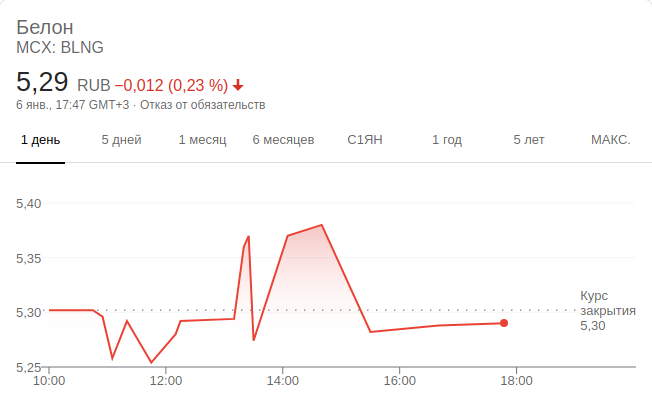 Белон
MCX: BLNG
5,29 RUB −0,012 (0,23 %)
6 янв., 17:47 GMT+3 · Отказ от обязательств
1 день 5 дней 1 месяц 6 месяцев С1ЯН 1 год 5 лет МАКС.
5,40
5,35
5,30
5,25
Курс
закрытия
5,30
10:00 12:00 14:00 16:00 18:00